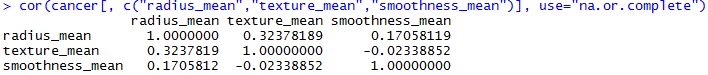 > cor(cancer[, c("radius_mean","texture_mean","smoothness_mean")], use="na.or.complete")
radius_mean texture_mean smoothness_mean
radius_mean 1.0000000 0.32378189 0.17058119
texture_mean 0.3237819 1.00000000 -0.02338852
smoothness_mean 0.1705812 -0.02338852 1.00000000